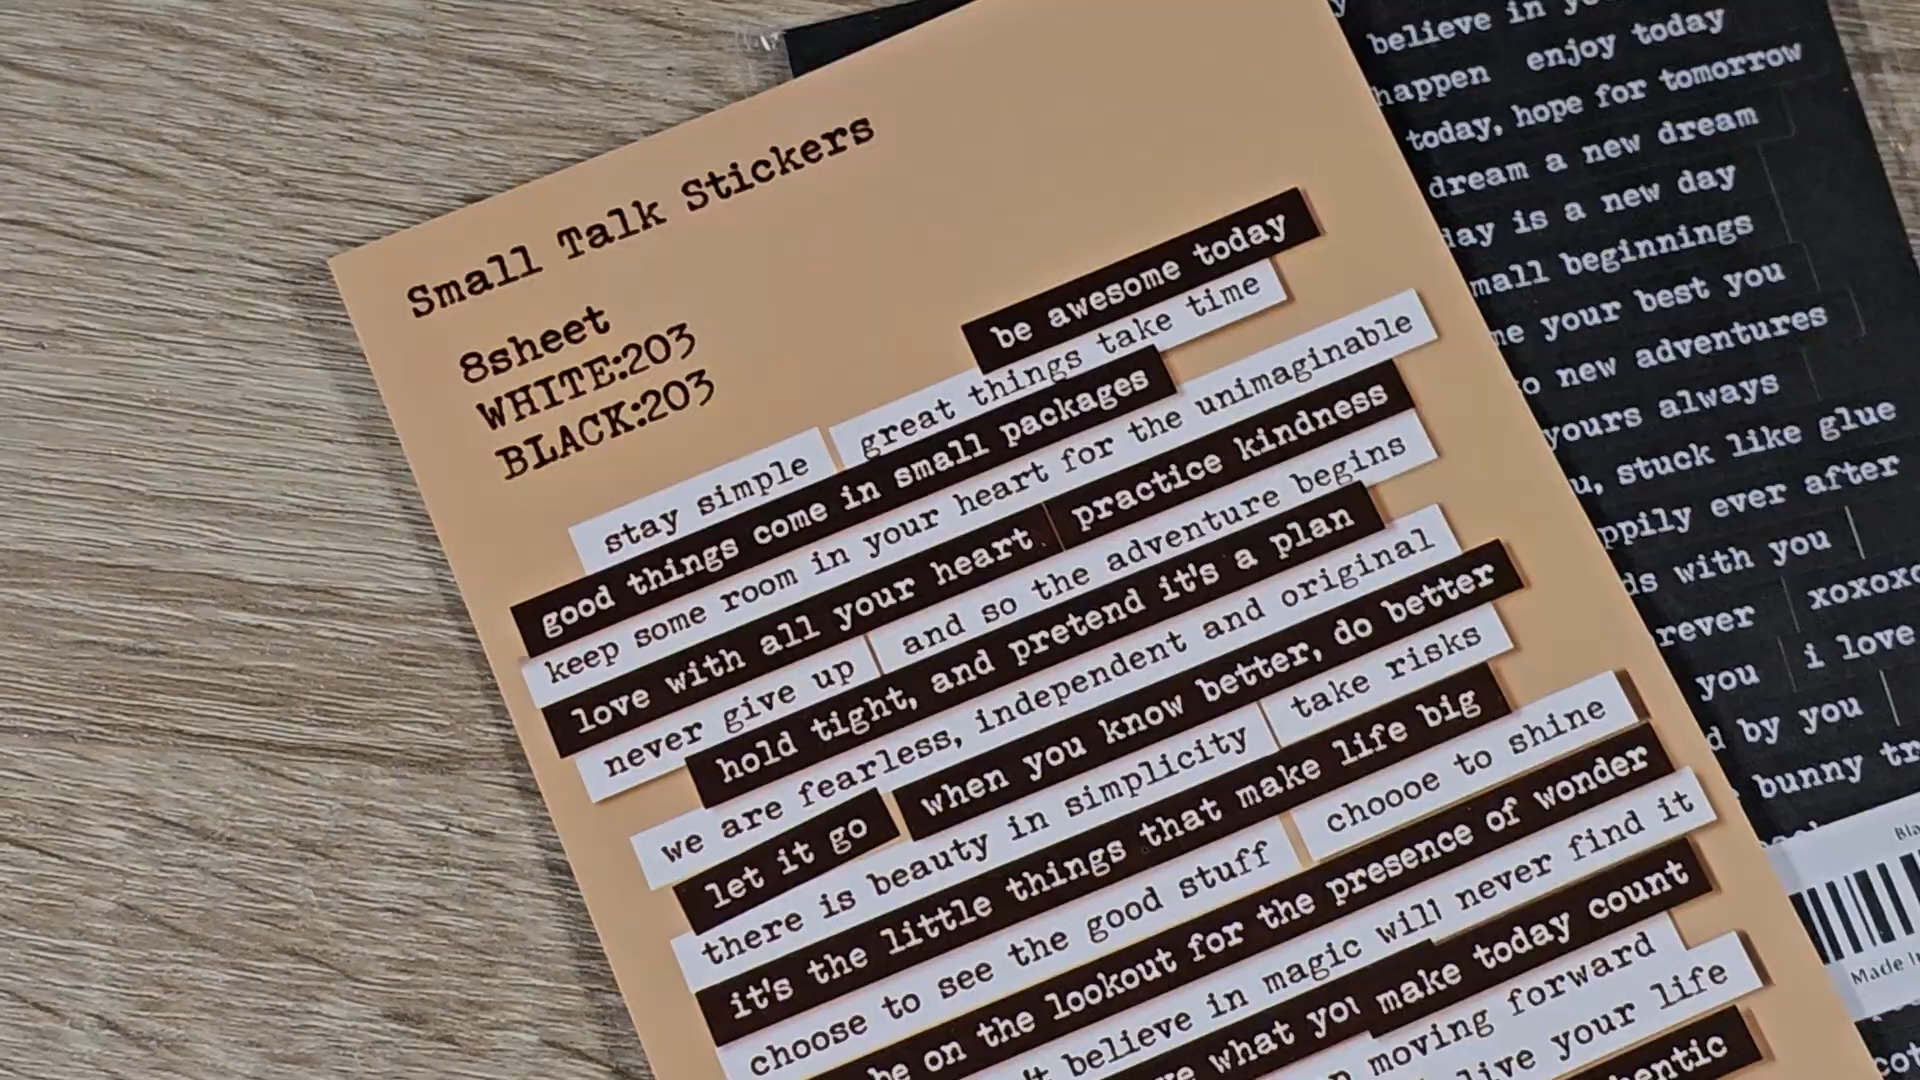 Small Talk Stickers
8sheet
WHITE:203
BLACK:203
be awesome today
stay simple
great things take time
good things come in small packages
keep some room in your heart for the unimaginable
love with all your heart
practice kindness
never give up
and so the adventure begins
hold tight, and pretend it's a plan
we are fearless, independent and original
let it go
when you know better, do better
there is beauty in simplicity
take risks
it's the little things that make life big
choose to see the good stuff
choooe to shine
be on the lookout for the presence of wonder
believe in magic will never find it
what you
make today count
moving forward
live your life
believe in
happen
enjoy today
today, hope for tomorrow
dream a new dream
is a new day
beginnings
your best you
new adventures
yours always
stuck like glue
ever after
with you
xoxoxo
you
i love
by you
bunny
Made